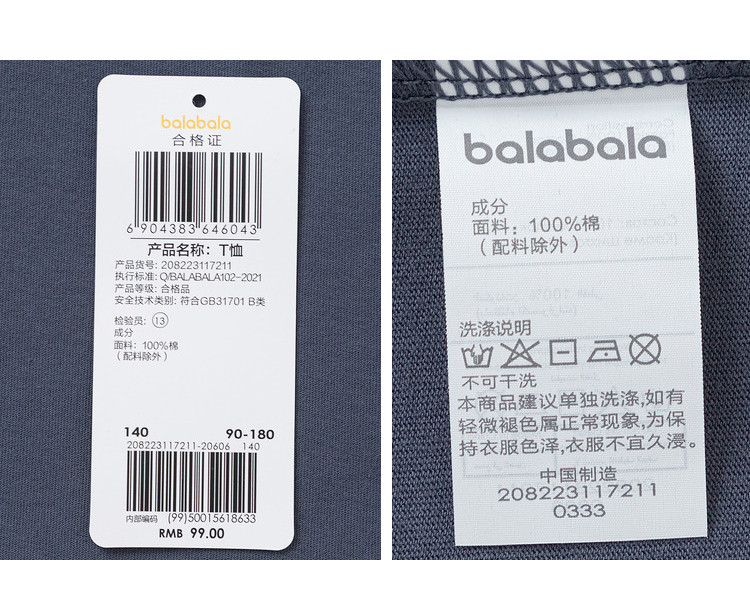 balabala
合格证
6 904383 646043
产品名称: T恤
产品货号: 208223117211
执行标准: Q/BALABALA102-2021
产品等级: 合格品
安全技术类别: 符合GB31701 B类
检验员: 13
成分
面料: 100%棉
(配料除外)
140 90-180
208223117211-20606 140
内部编码 (99)50015618633
RMB 99.00
balabala
成分
面料: 100%棉
(配料除外)
洗涤说明
不可干洗
本商品建议单独洗涤,如有
轻微褪色属正常现象,为保
持衣服色泽,衣服不宜久浸。
中国制造
208223117211
0333